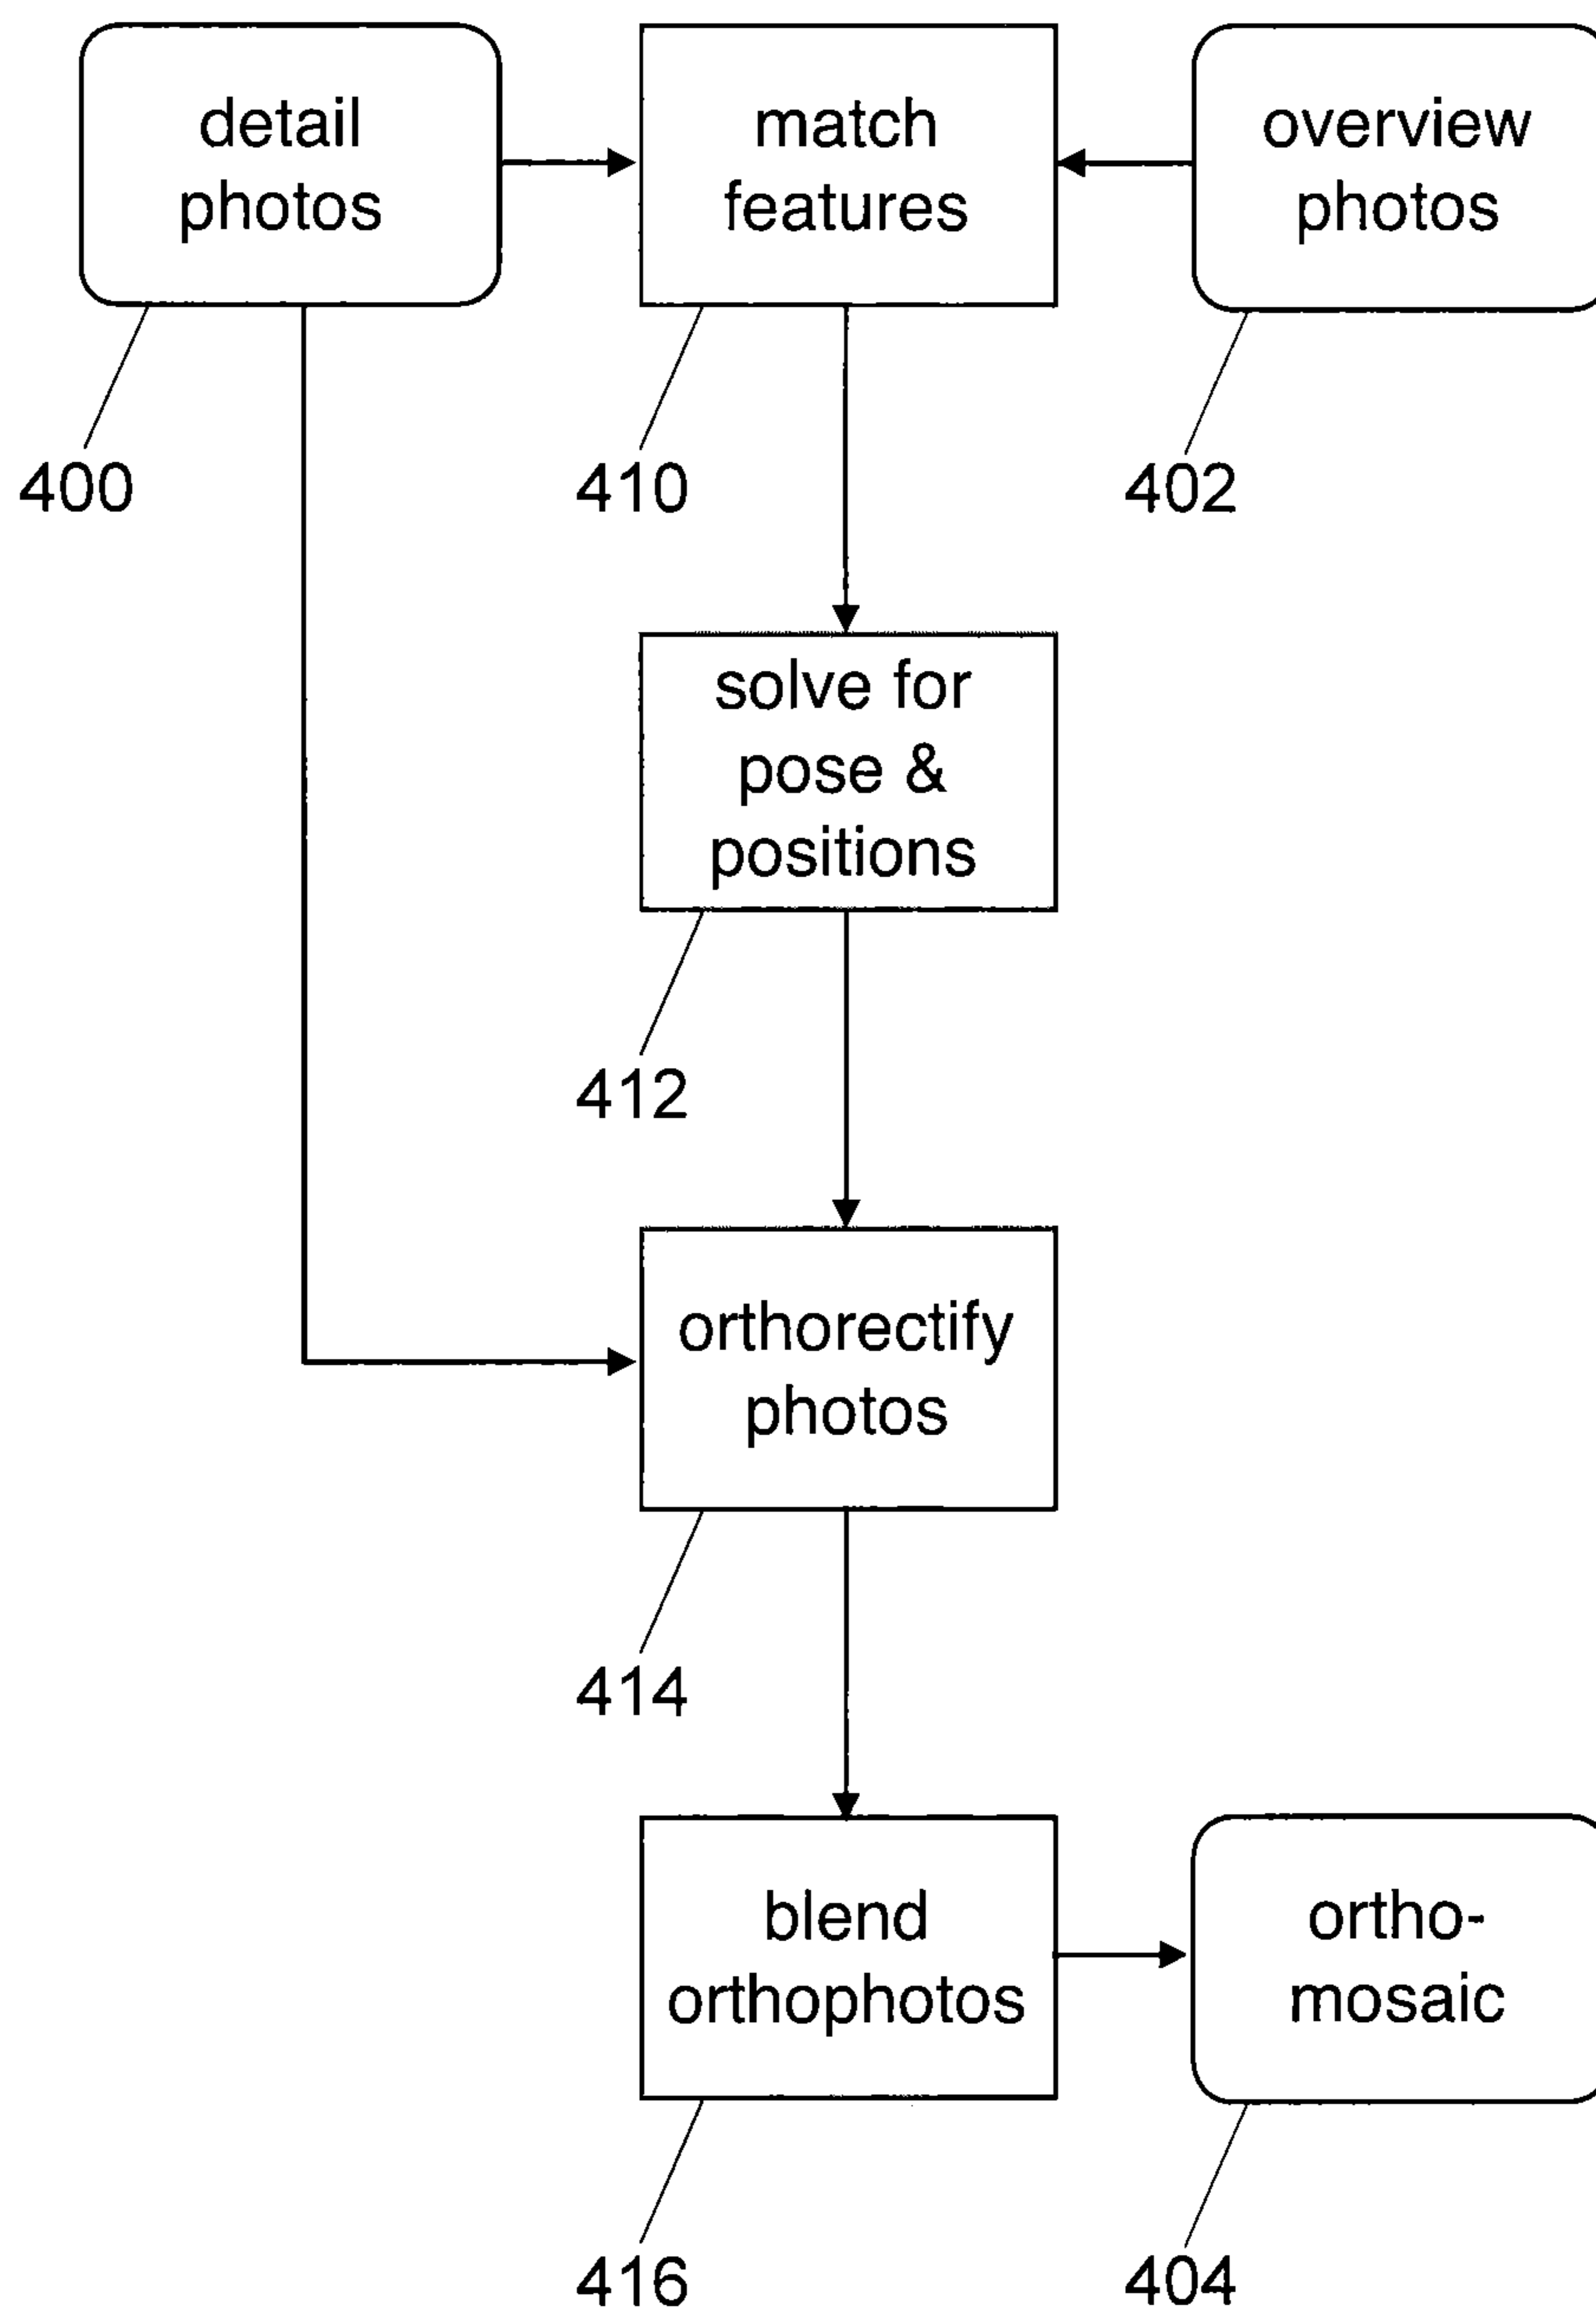 detail
photos
match
features
overview
photos
400
410
402
solve for
pose &
positions
412
orthorectify
photos
414
blend
orthophotos
ortho-
mosaic
416
404